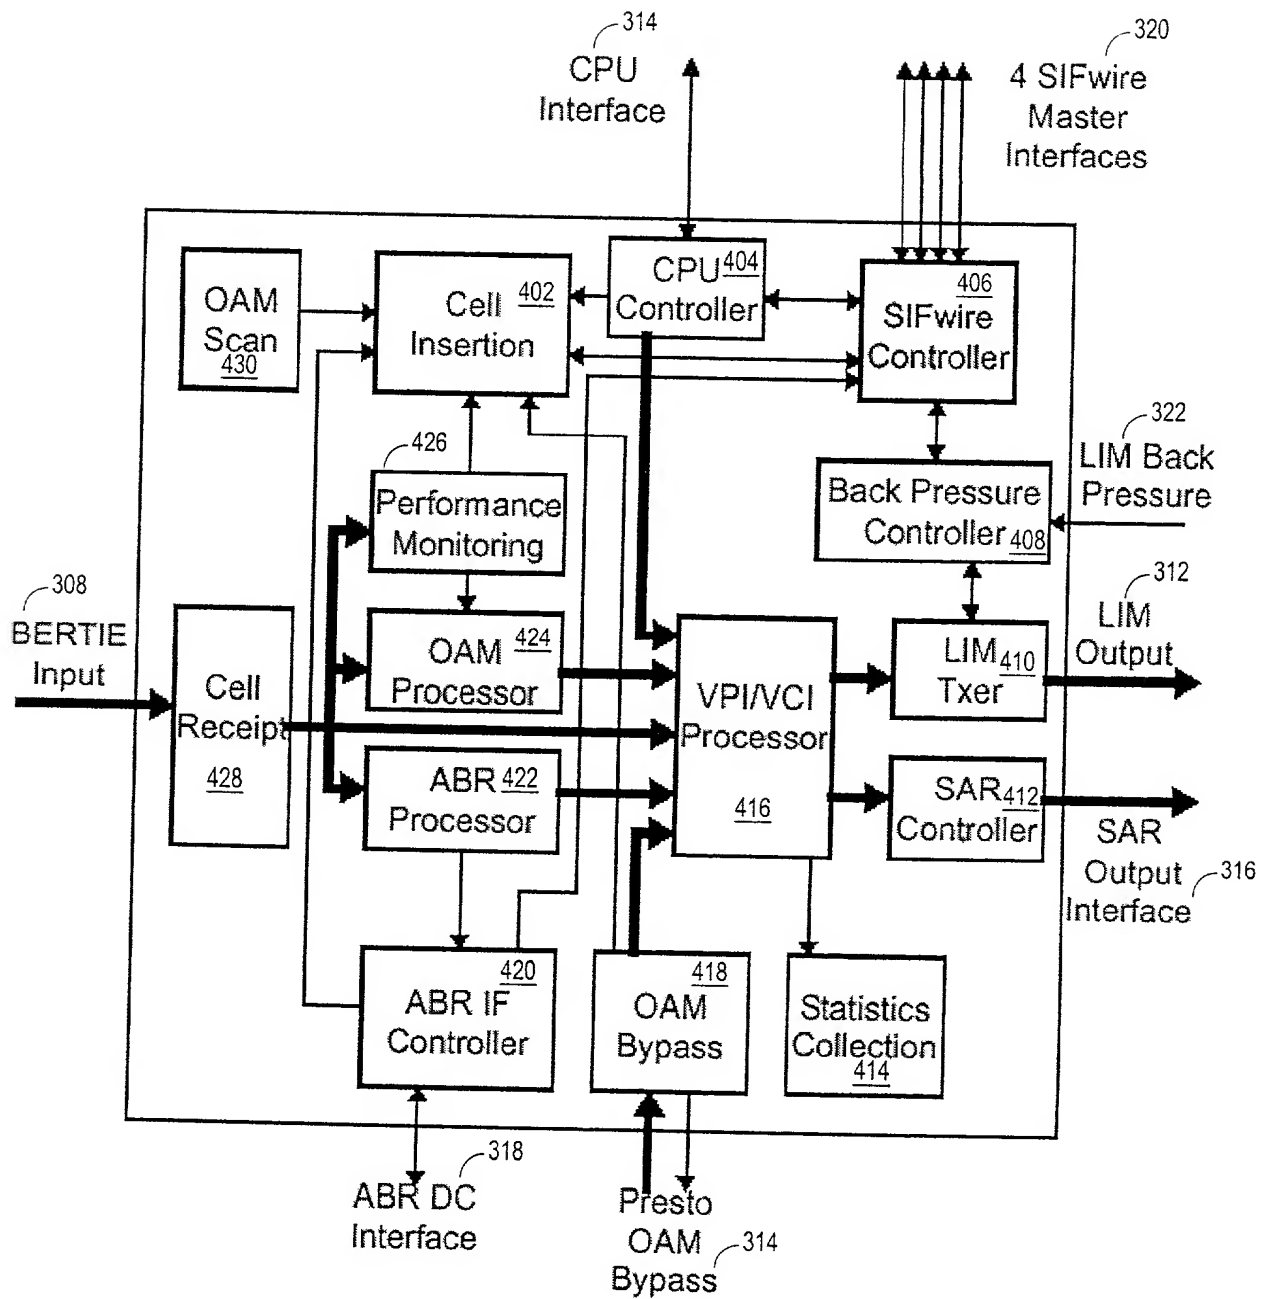 314
CPU
Interface
320
4 SIFwire
Master
Interfaces
OAM
Scan
430
402
Cell
Insertion
CPU 404
Controller
406
SIFwire
Controller
426
Performance
Monitoring
322
LIM Back
Pressure
Back Pressure
Controller 408
308
BERTIE
Input
Cell
Receipt
428
424
OAM
Processor
ABR 422
Processor
VPI/VCI
Processor
416
LIM 410
Txer
312
LIM
Output
SAR 412
Controller
SAR
Output
Interface 316
420
ABR IF
Controller
418
OAM
Bypass
Statistics
Collection
414
318
ABR DC
Interface
Presto
OAM
Bypass 314